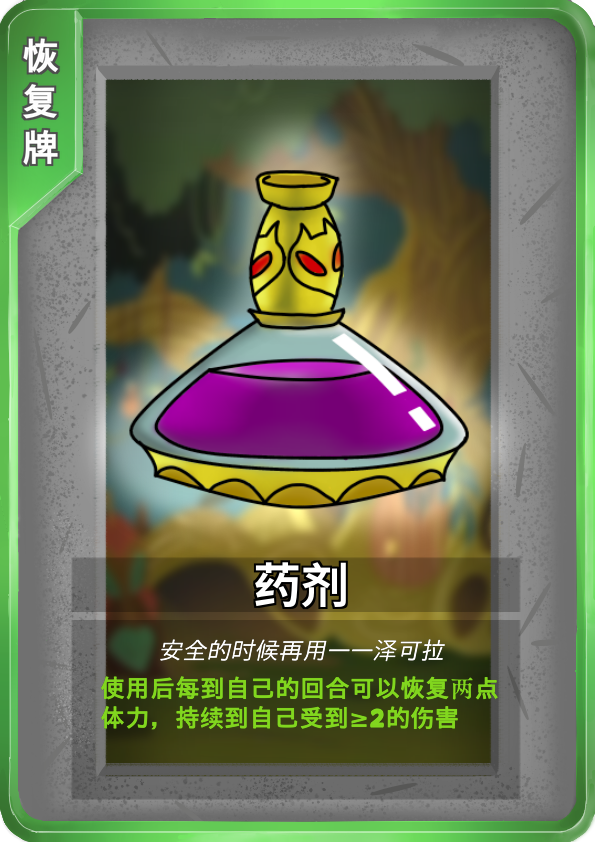 恢复牌
药剂
安全的时候再用——泽可拉
使用后每到自己的回合可以恢复两点
体力，持续到自己受到≥2的伤害